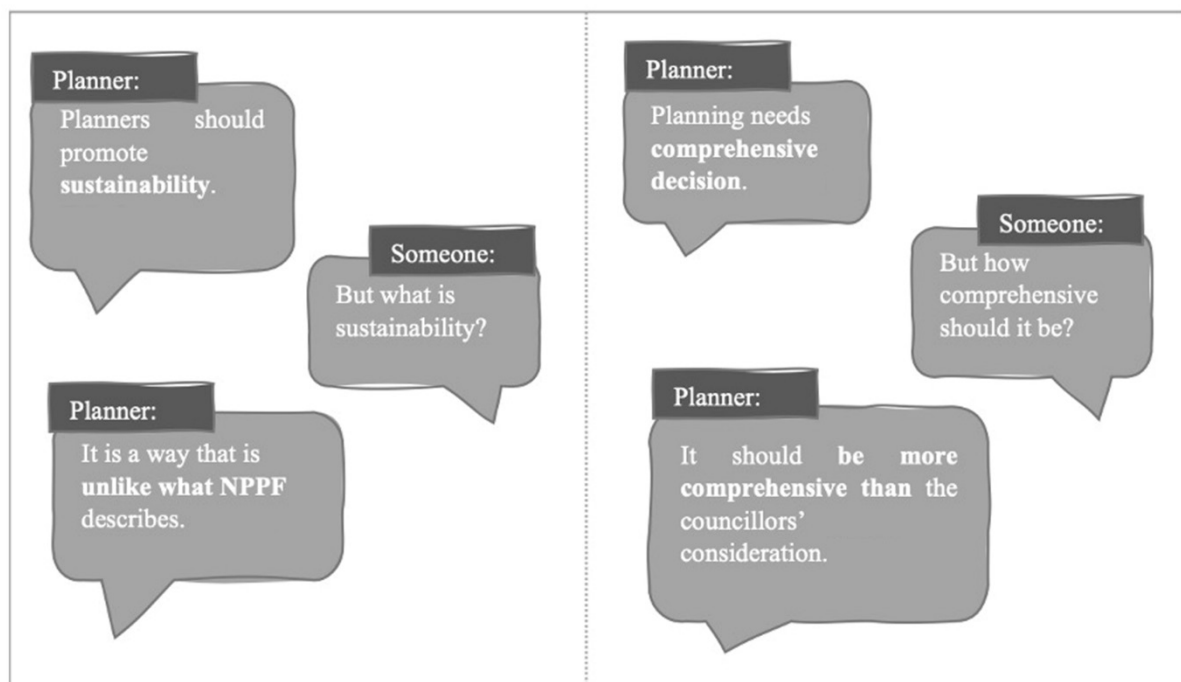 Planner:
Planners should
promote
sustainability.
Someone:
But what is
sustainability?
Planner:
It is a way that is
unlike what NPPF
describes.
Planner:
Planning needs
comprehensive
decision.
Someone:
But how
comprehensive
should it be?
Planner:
It should be more
comprehensive than the
councillors’
consideration.